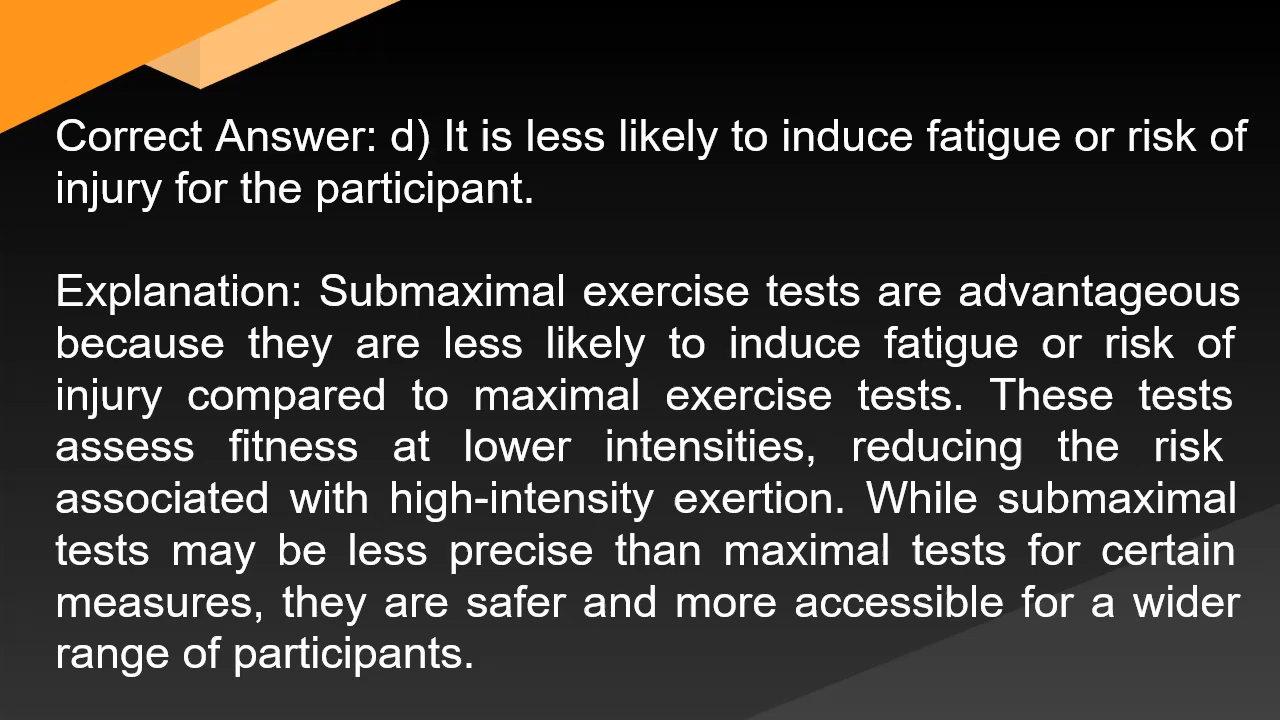 Correct Answer: d) It is less likely to induce fatigue or risk of
injury for the participant.
Explanation: Submaximal exercise tests are advantageous
because they are less likely to induce fatigue or risk of
injury compared to maximal exercise tests. These tests
assess fitness at lower intensities, reducing the risk
associated with high-intensity exertion. While submaximal
tests may be less precise than maximal tests for certain
measures, they are safer and more accessible for a wider
range of participants.